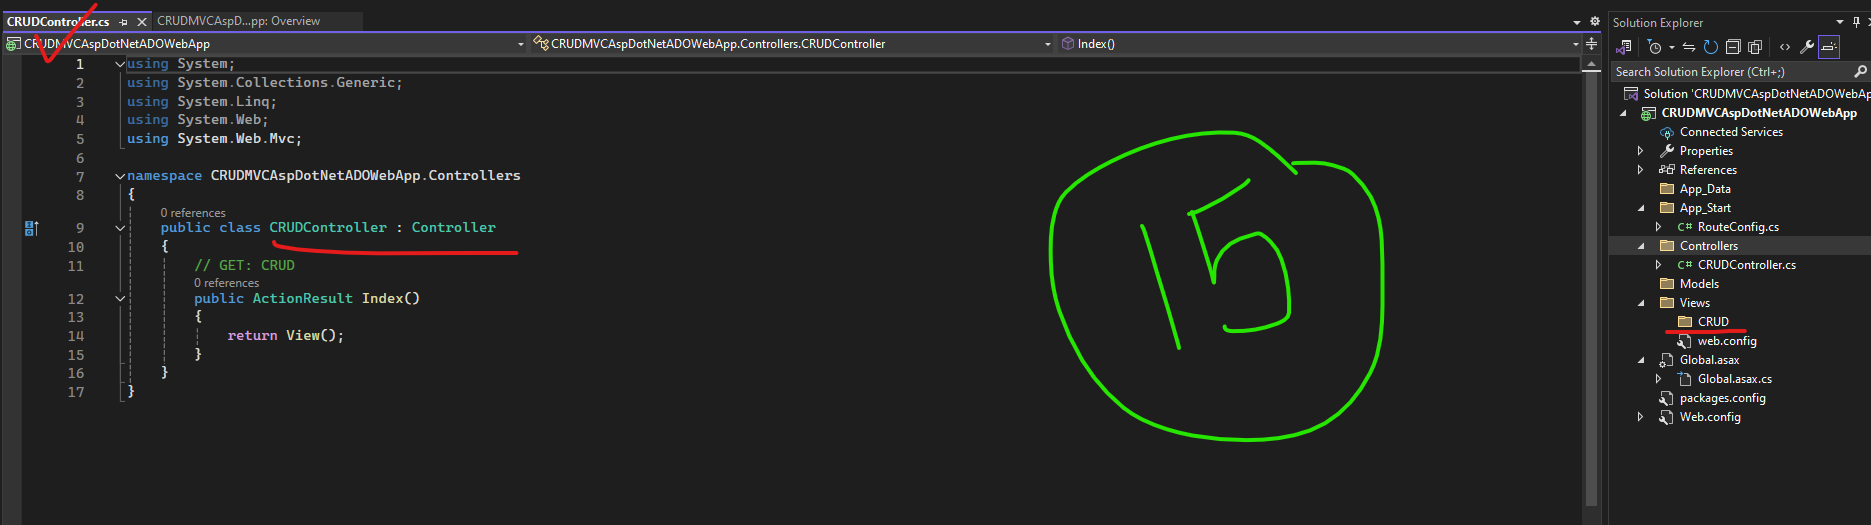 CRUDController.cs
CRUDMVCAspD...pp: Overview
CRUDMVCAspDotNetADOWebApp
CRUDMVCAspDotNetADOWebApp.Controllers.CRUDController
Index()
1 using System;
2 using System.Collections.Generic;
3 using System.Linq;
4 using System.Web;
5 using System.Web.Mvc;
6
7 namespace CRUDMVCAspDotNetADOWebApp.Controllers
8 {
0 references
9 public class CRUDController : Controller
10 {
11 // GET: CRUD
0 references
12 public ActionResult Index()
13 {
14 return View();
15 }
16 }
17 }
15
Solution Explorer
Search Solution Explorer (Ctrl+;)
Solution 'CRUDMVCAspDotNetADOWebAp
CRUDMVCAspDotNetADOWebApp
Connected Services
Properties
References
App_Data
App_Start
C# RouteConfig.cs
Controllers
C# CRUDController.cs
Models
Views
CRUD
web.config
Global.asax
Global.asax.cs
packages.config
Web.config